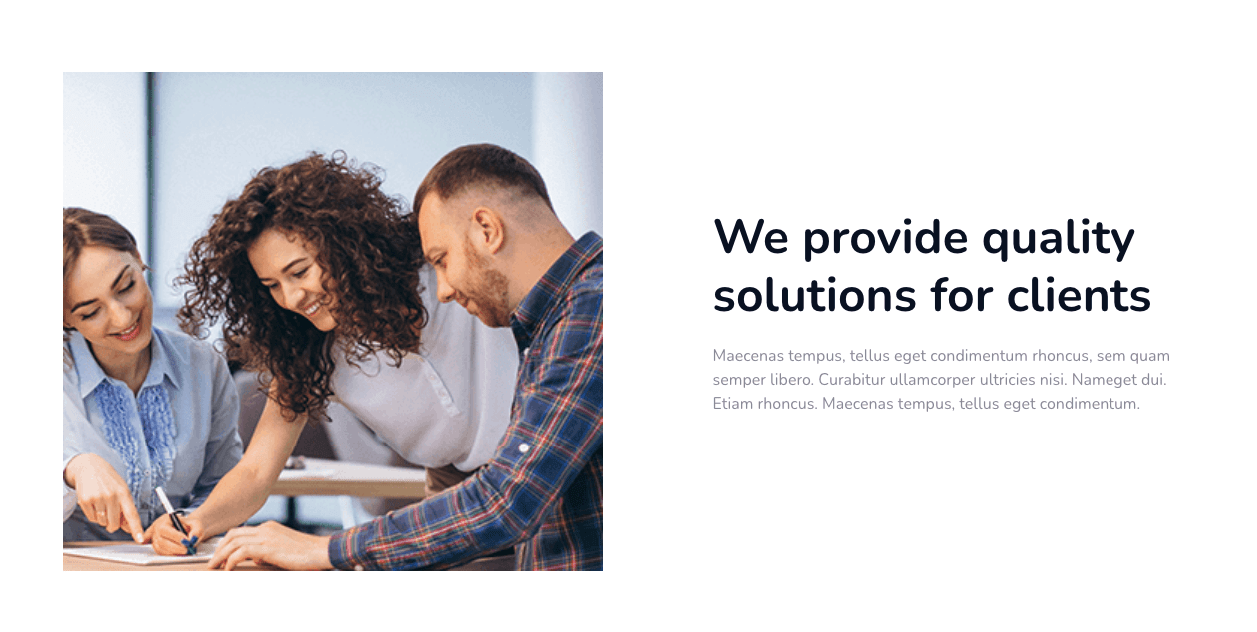 We provide quality
solutions for clients
Maecenas tempus, tellus eget condimentum rhoncus, sem quam
semper libero. Curabitur ullamcorper ultricies nisi. Nameget dui.
Etiam rhoncus. Maecenas tempus, tellus eget condimentum.